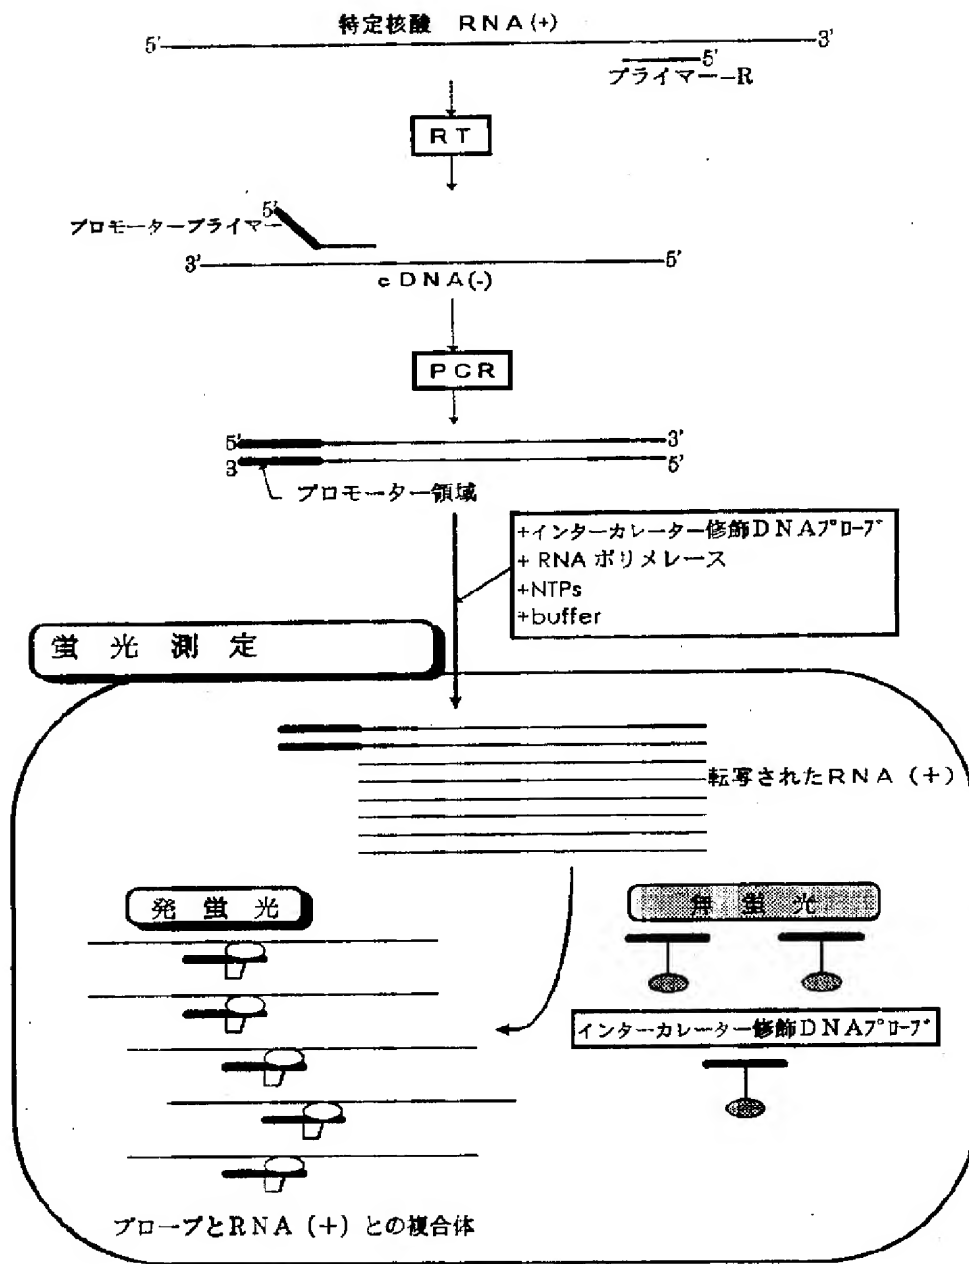 特定核酸 RNA(+)
5' 3'
5'
プライマー-R
RT
5'
プロモータープライマー
3' 5'
cDNA(-)
PCR
5' 3'
3' 5'
プロモーター領域
+インターカレーター修飾DNAプローブ
+ RNA ポリメレース
+NTPs
+buffer
蛍光測定
転写されたRNA (+)
発蛍光
無蛍光
インターカレーター修飾DNAプローブ
プローブとRNA (+) との複合体